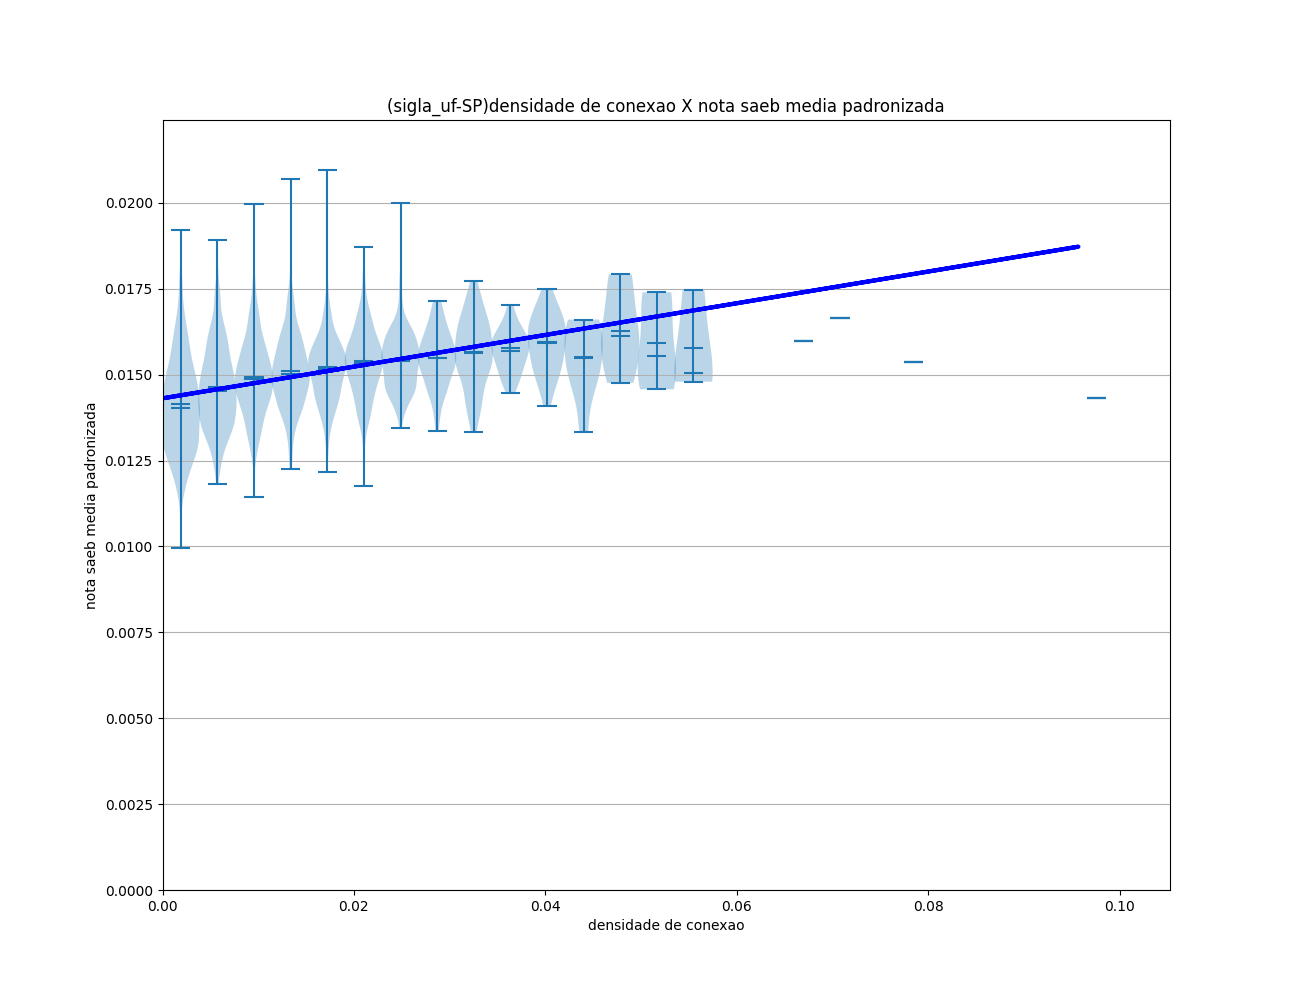 (sigla_uf-SP)densidade de conexao X nota saeb media padronizada
nota saeb media padronizada
0.0200
0.0175
0.0150
0.0125
0.0100
0.0075
0.0050
0.0025
0.0000
0.00 0.02 0.04 0.06 0.08 0.10
densidade de conexao